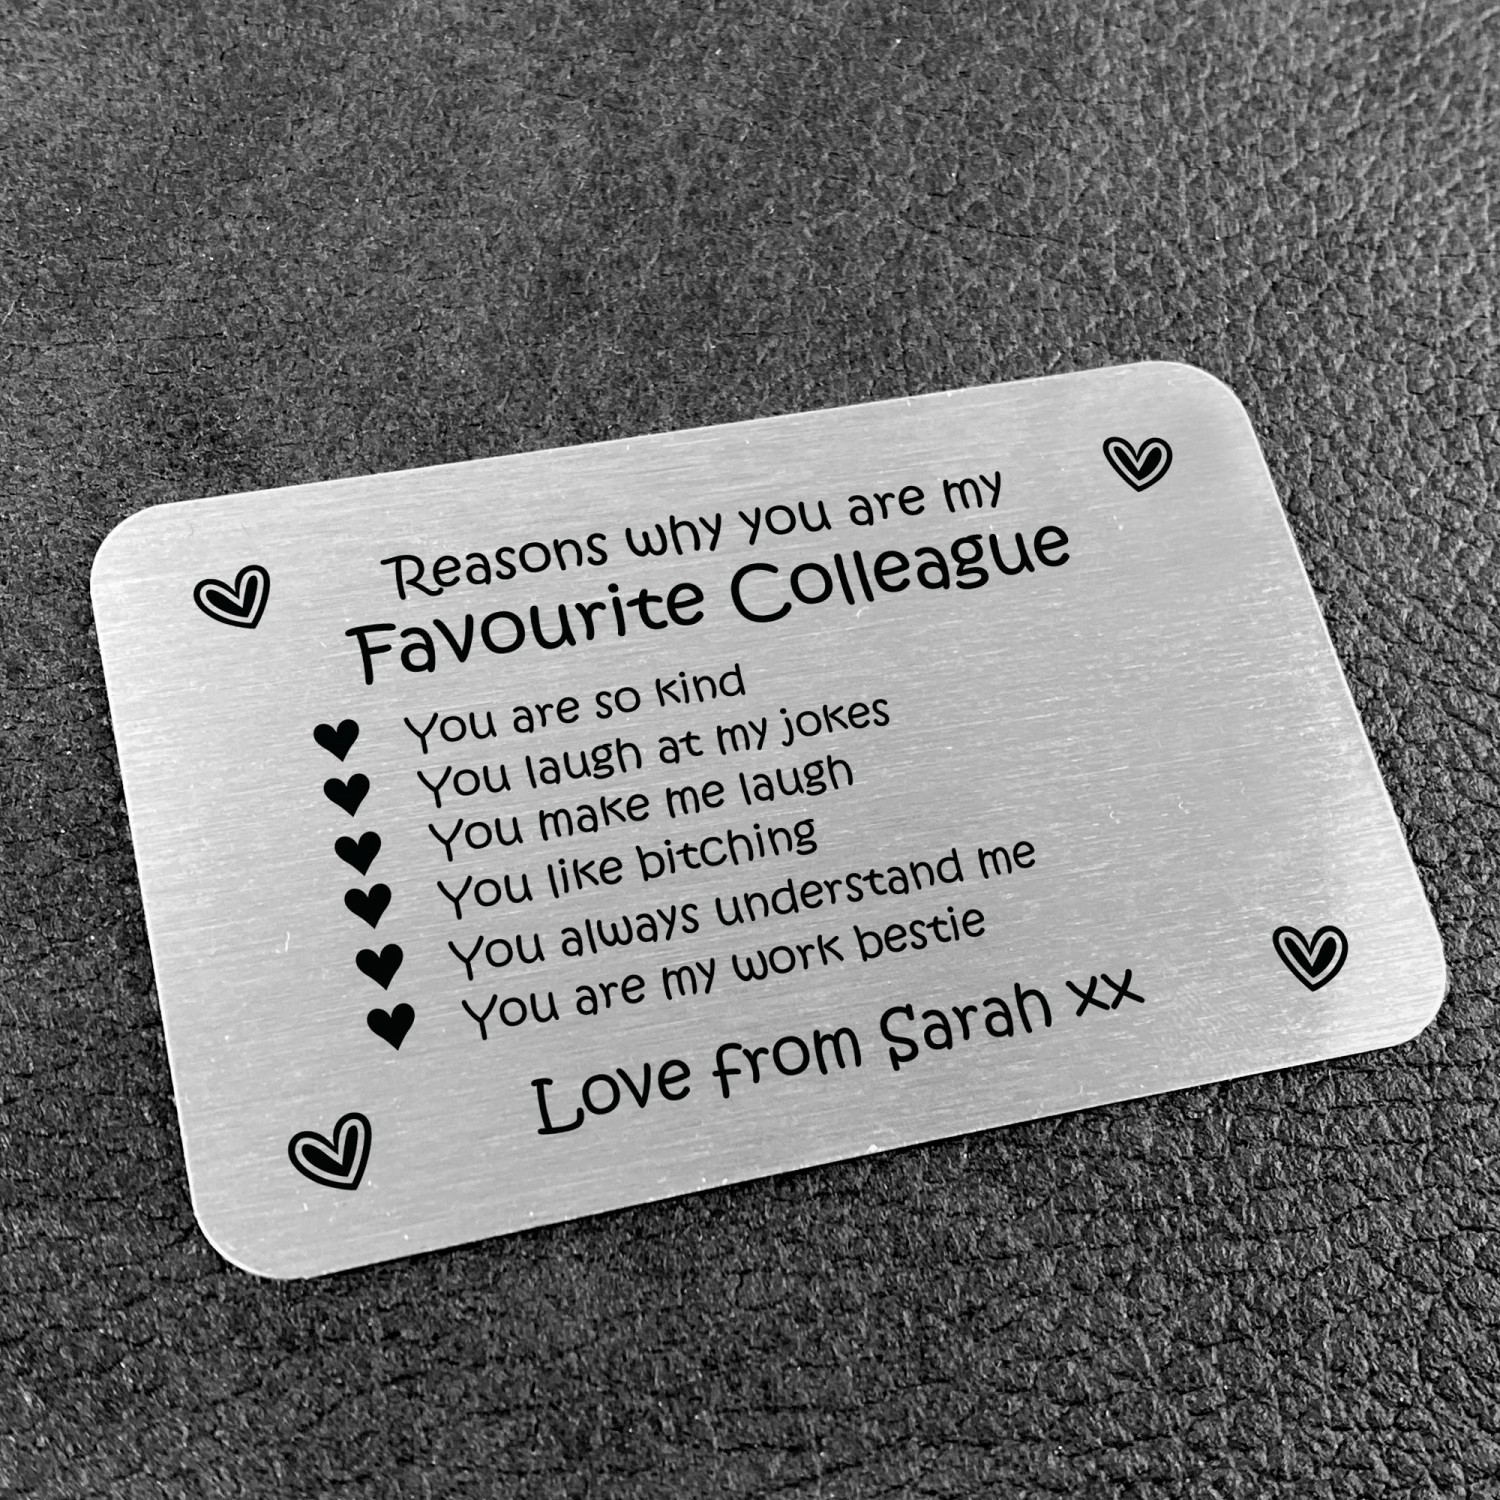 Reasons why you are my
Favourite Colleague
You are so kind
You laugh at my jokes
You make me laugh
You like bitching
You always understand me
You are my work bestie
Love from Sarah xx